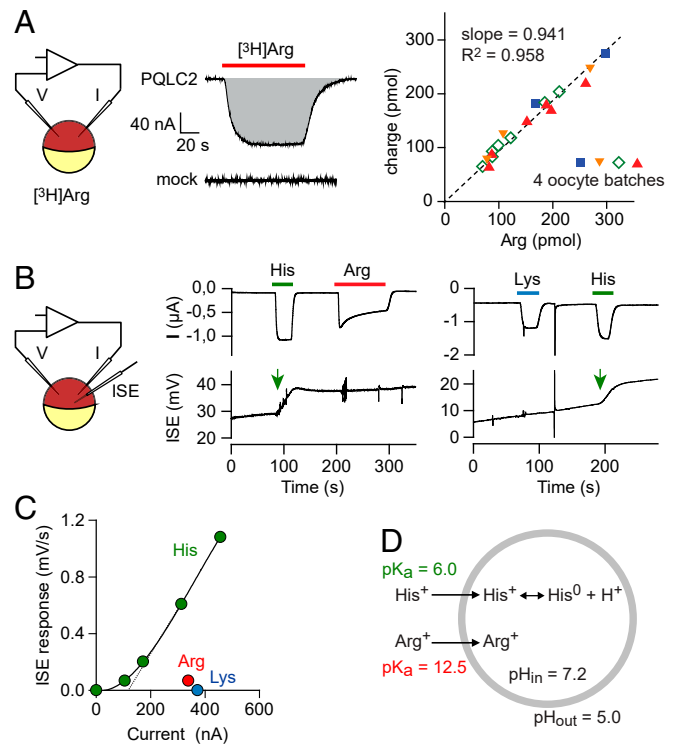 A
V
I
[³H]Arg
[³H]Arg
PQLC2
40 nA
20 s
mock
slope = 0.941
R² = 0.958
charge (pmol)
300
200
100
0
0
100
200
300
4 oocyte batches
Arg (pmol)
B
V
I
ISE
His
Arg
I (µA)
0,0
-0,5
-1,0
ISE (mV)
40
30
20
0
100
200
300
Time (s)
Lys
His
0
-1
-2
20
10
0
0
100
200
Time (s)
C
ISE response (mV/s)
1.2
0.8
0.4
0.0
His
Arg
Lys
0
200
400
600
Current (nA)
D
pKa = 6.0
His⁺ His⁺ His⁰ + H⁺
Arg⁺ Arg⁺
pKa = 12.5
pHin = 7.2
pHout = 5.0